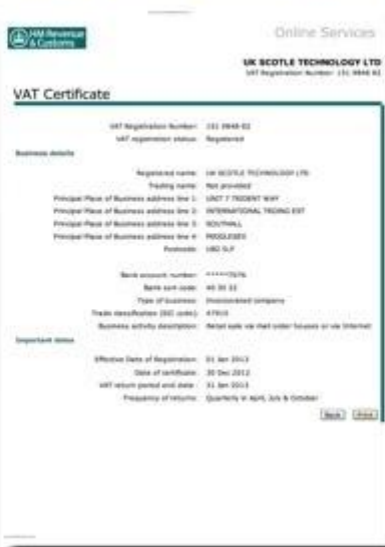 HM Revenue
& Customs
Online Services
UK SCOTLE TECHNOLOGY LTD
VAT Registration Number: 151 9848 82
VAT Certificate
VAT Registration Number: 151 9848 82
VAT registration status: Registered
Business details
Registered name: UK SCOTLE TECHNOLOGY LTD
Trading name: Not provided
Principal Place of Business address line 1: UNIT 7 TRIDENT WAY
Principal Place of Business address line 2: INTERNATIONAL TRDING EST
Principal Place of Business address line 3: SOUTHALL
Principal Place of Business address line 4: MIDDLESEX
Postcode: UB2 5LF
Bank account number: *****7076
Bank sort code:
Type of business: Incorporated company
Trade classification (SIC code): 47910
Business activity description: Retail sale via mail order houses or via Internet
Important dates
Effective Date of Registration: 01 Jan 2013
Date of certificate: 30 Dec 2012
VAT return period end date: 31 Jan 2013
Frequency of returns: Quarterly in April, July & October
Back Print